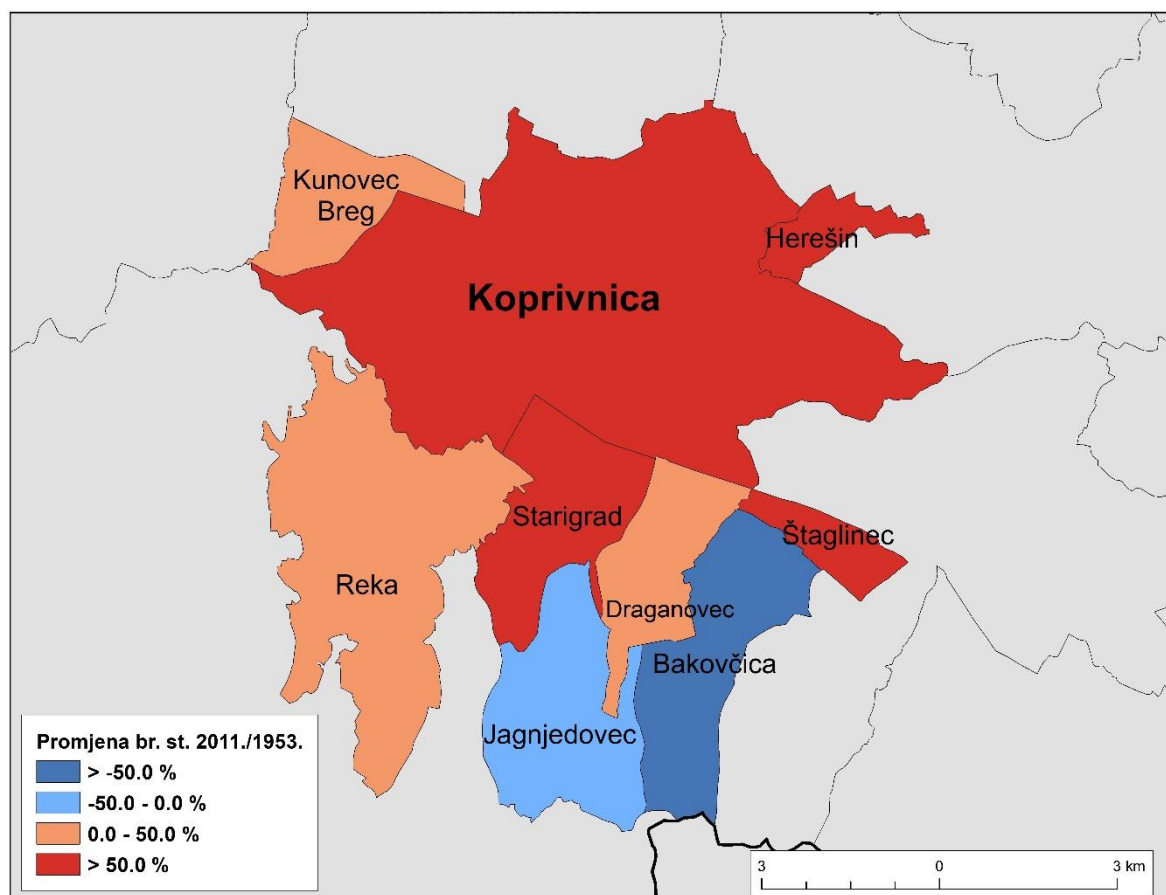 Kunovec
Breg
Herešin
Koprivnica
Starigrad
Štaglinec
Reka
Draganovec
Bakovčica
Jagnjedovec
Promjena br. st. 2011./1953.
> -50.0 %
-50.0 - 0.0 %
0.0 - 50.0 %
> 50.0 %
3 0 3 km